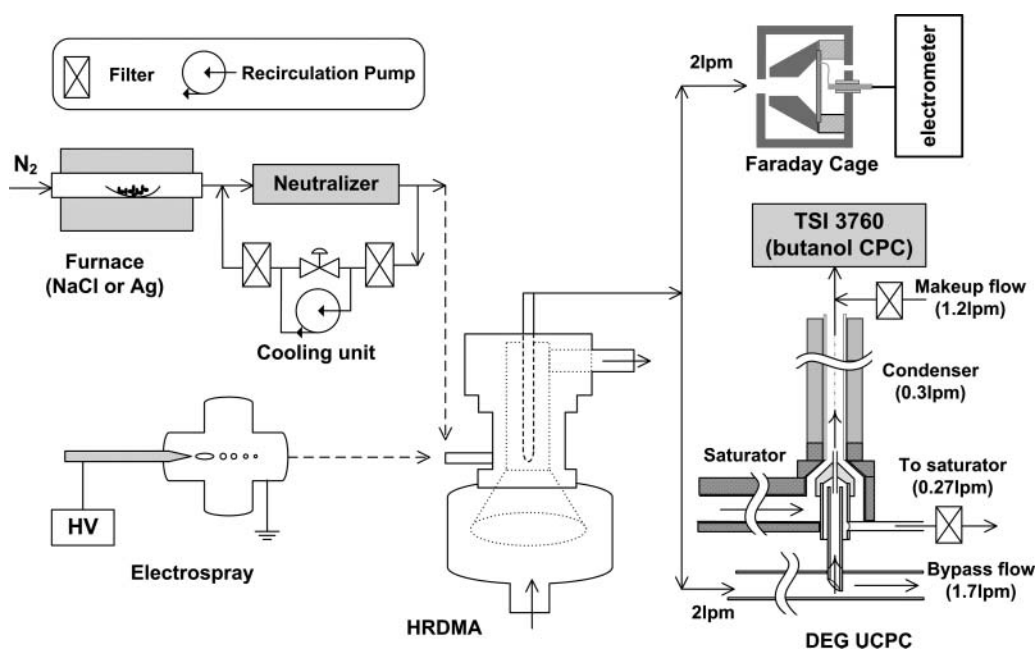 Filter
Recirculation Pump
N2
Neutralizer
Furnace
(NaCl or Ag)
Cooling unit
HV
Electrospray
HRDMA
2lpm
Faraday Cage
electrometer
TSI 3760
(butanol CPC)
Makeup flow
(1.2lpm)
Condenser
(0.3lpm)
Saturator
To saturator
(0.27lpm)
Bypass flow
(1.7lpm)
2lpm
DEG UCPC